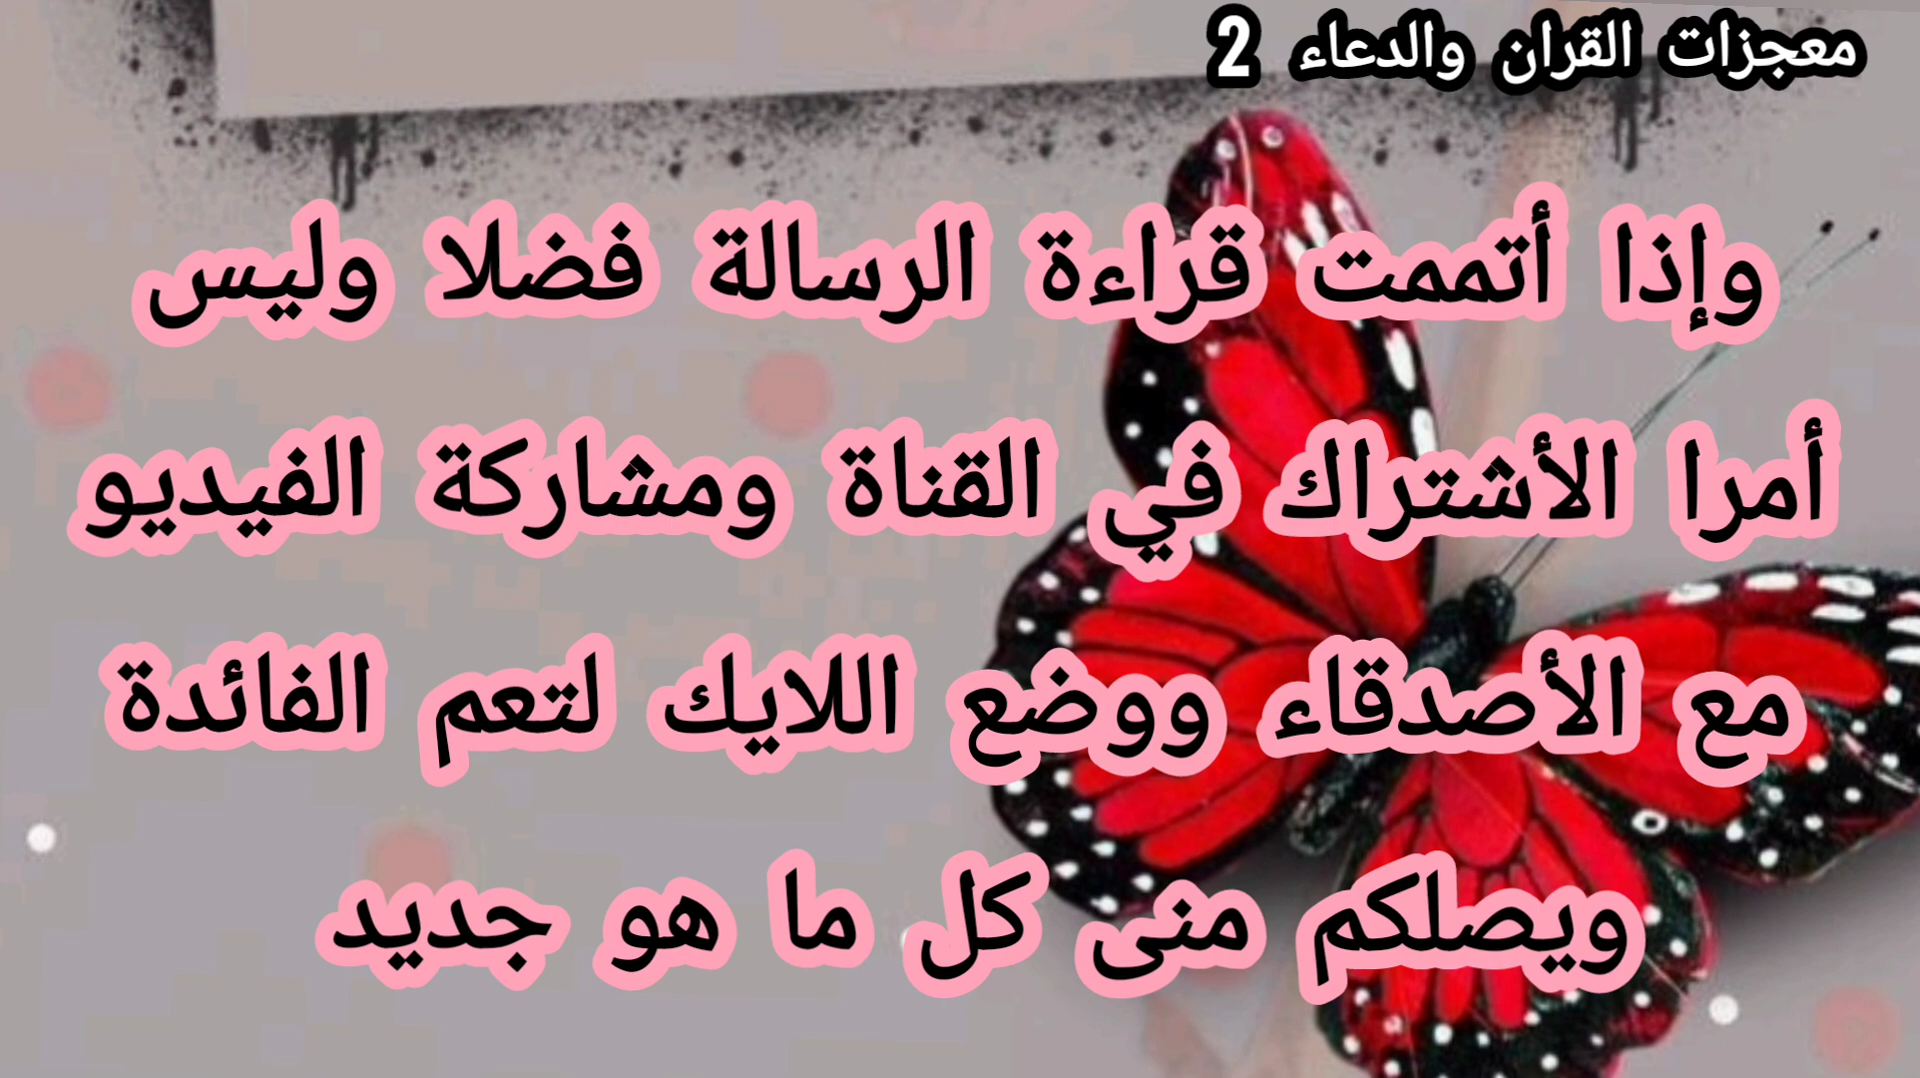 معجزات القران والدعاء 2
وإذا أتممت قراءة الرسالة فضلا وليس
أمرا الأشتراك في القناة ومشاركة الفيديو
مع الأصدقاء ووضع اللايك لتعم الفائدة
ويصلكم منى كل ما هو جديد